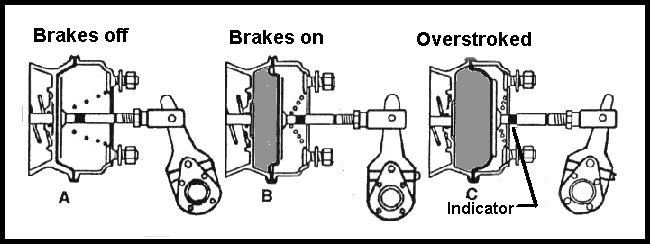 Brakes off
Brakes on
Overstroked
A
B
C
Indicator